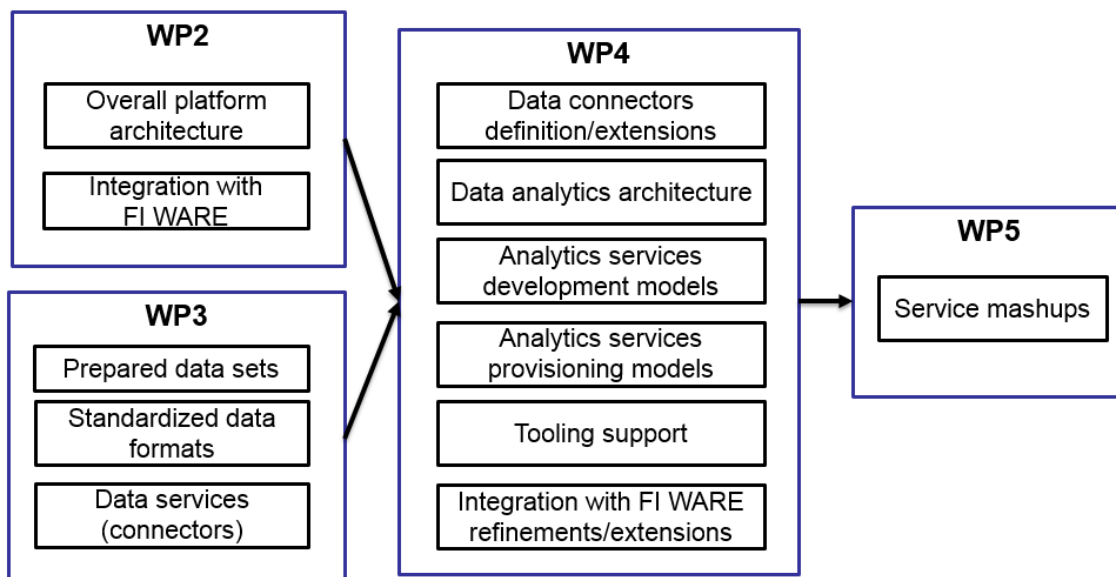 WP2
Overall platform
architecture
Integration with
FI WARE
WP3
Prepared data sets
Standardized data
formats
Data services
(connectors)
WP4
Data connectors
definition/extensions
Data analytics architecture
Analytics services
development models
Analytics services
provisioning models
Tooling support
Integration with FI WARE
refinements/extensions
WP5
Service mashups